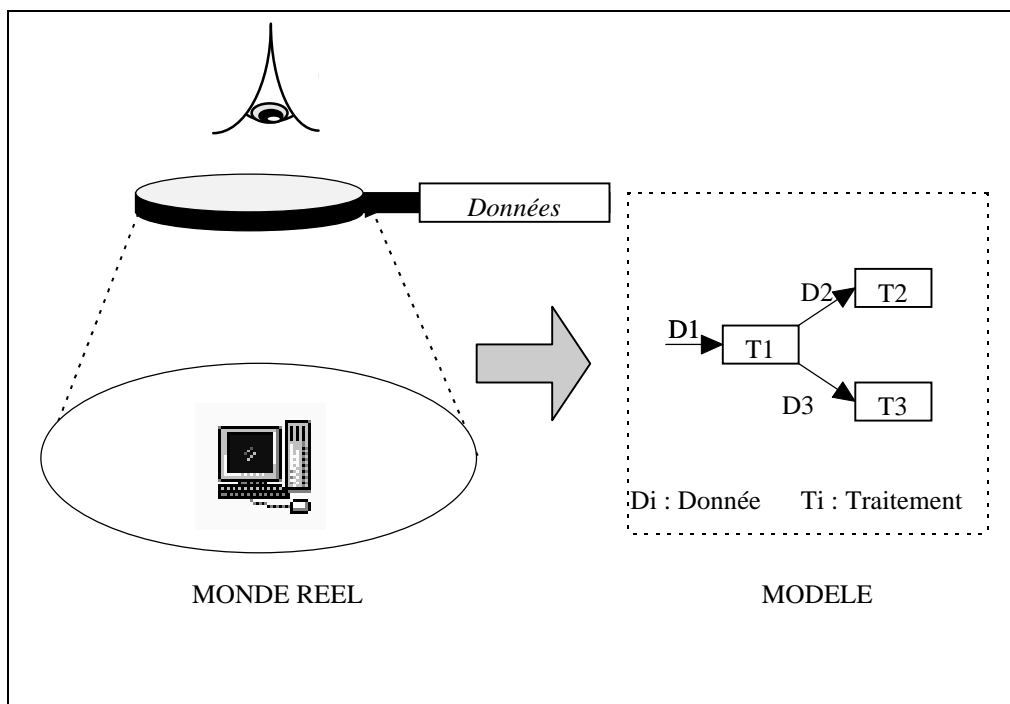 Données
D2
T2
D1
T1
D3
T3
Di : Donnée Ti : Traitement
MONDE REEL
MODELE